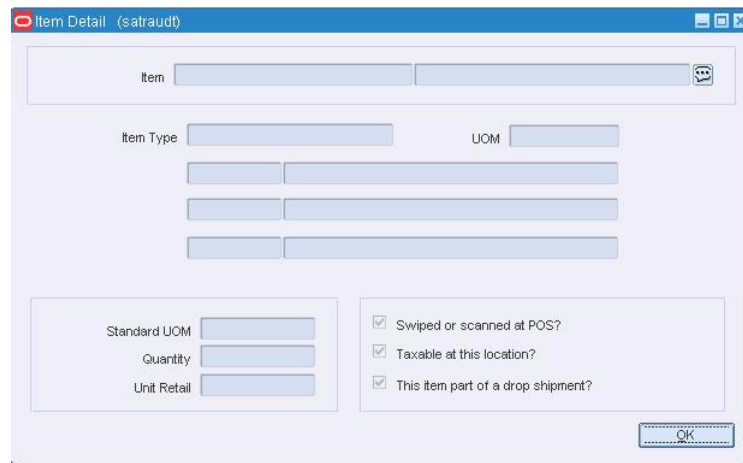 Item Detail (satraudt)
Item
Item Type UOM
Standard UOM
Quantity
Unit Retail
Swiped or scanned at POS?
Taxable at this location?
This item part of a drop shipment?
OK